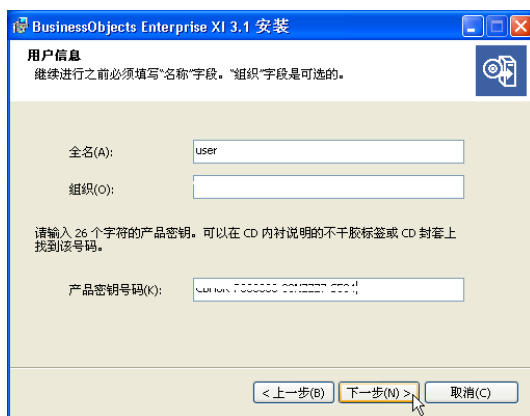 BusinessObjects Enterprise XI 3.1 安装
用户信息
继续进行之前必须填写“名称”字段。“组织”字段是可选的。
全名(A):
user
组织(O):
请输入 26 个字符的产品密钥。可以在 CD 内衬说明的不干胶标签或 CD 封套上
找到该号码。
产品密钥号码(K):
< 上一步(B)
下一步(N) >
取消(C)